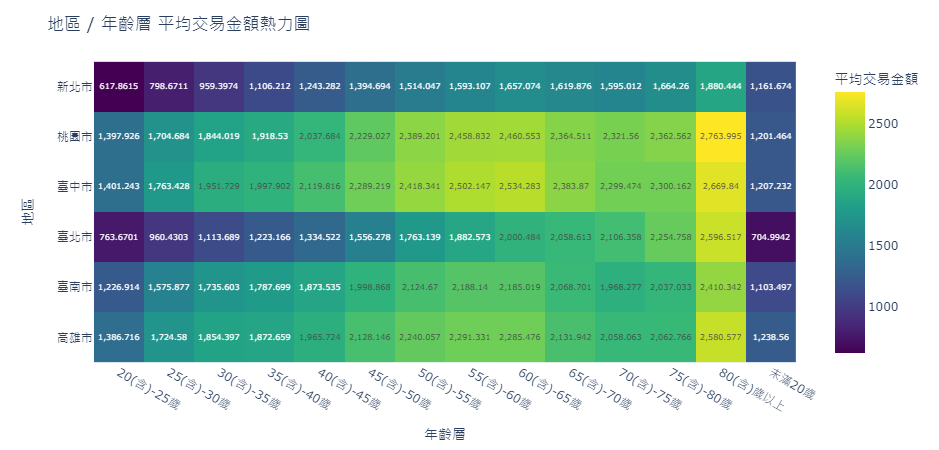 地區 / 年齡層 平均交易金額熱力圖
平均交易金額
新北市 617.8615 798.6711 959.3974 1,106.219 1,243.282 1,394.694 1,514.047 1,593.107 1,657.074 1,619.876 1,595.012 1,664.26 1,880.444 1,161.674
桃園市 1,397.926 1,704.684 1,844.019 1,918.53 2,037.684 2,229.027 2,389.201 2,458.832 2,460.553 2,364.511 2,321.56 2,362.562 2,763.995 1,201.464
臺中市 1,401.243 1,763.428 1,951.729 1,997.902 2,119.816 2,289.219 2,418.341 2,502.147 2,534.283 2,383.87 2,299.474 2,300.162 2,669.84 1,207.232
臺北市 763.6701 960.4303 1,113.689 1,223.166 1,334.522 1,556.278 1,763.139 1,882.573 2,000.484 2,058.613 2,106.358 2,254.758 2,596.517 704.9942
臺南市 1,226.914 1,575.877 1,735.603 1,787.699 1,873.535 1,998.868 2,124.67 2,188.14 2,185.019 2,068.701 1,968.277 2,037.033 2,410.342 1,103.497
高雄市 1,386.716 1,724.58 1,854.397 1,872.659 1,965.724 2,128.146 2,240.057 2,291.331 2,285.476 2,131.942 2,058.063 2,062.766 2,580.577 1,238.56
地區
20(含)-25歲 25(含)-30歲 30(含)-35歲 35(含)-40歲 40(含)-45歲 45(含)-50歲 50(含)-55歲 55(含)-60歲 60(含)-65歲 65(含)-70歲 70(含)-75歲 75(含)-80歲 80(含)歲以上 未滿20歲
年齡層
2500
2000
1500
1000